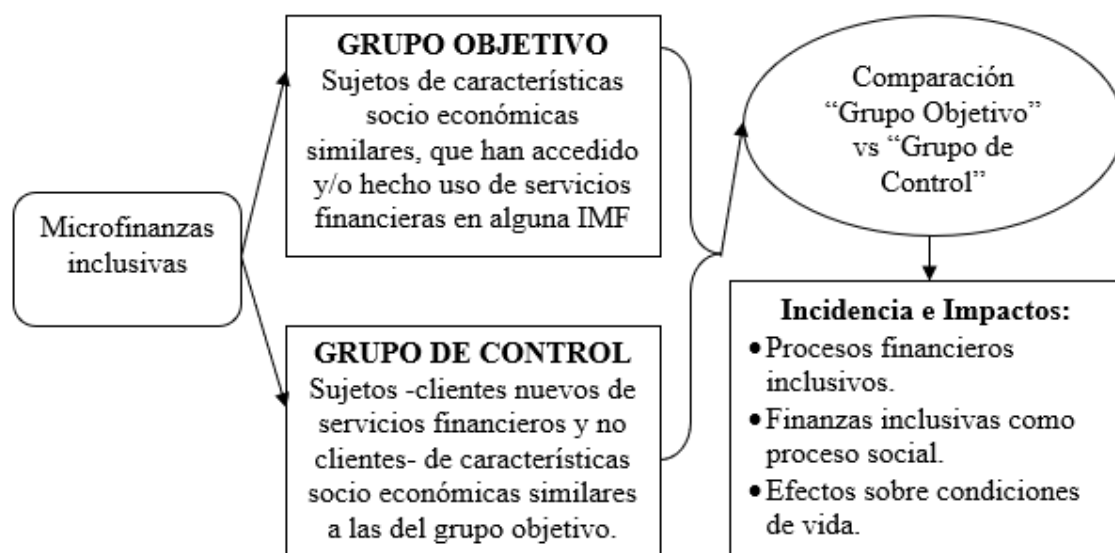 Microfinanzas
inclusivas
GRUPO OBJETIVO
Sujetos de características
socio económicas
similares, que han accedido
y/o hecho uso de servicios
financieras en alguna IMF
GRUPO DE CONTROL
Sujetos -clientes nuevos de
servicios financieros y no
clientes- de características
socio económicas similares
a las del grupo objetivo.
Comparación
“Grupo Objetivo”
vs “Grupo de
Control”
Incidencia e Impactos:
•Procesos financieros
inclusivos.
•Finanzas inclusivas como
proceso social.
•Efectos sobre condiciones
de vida.